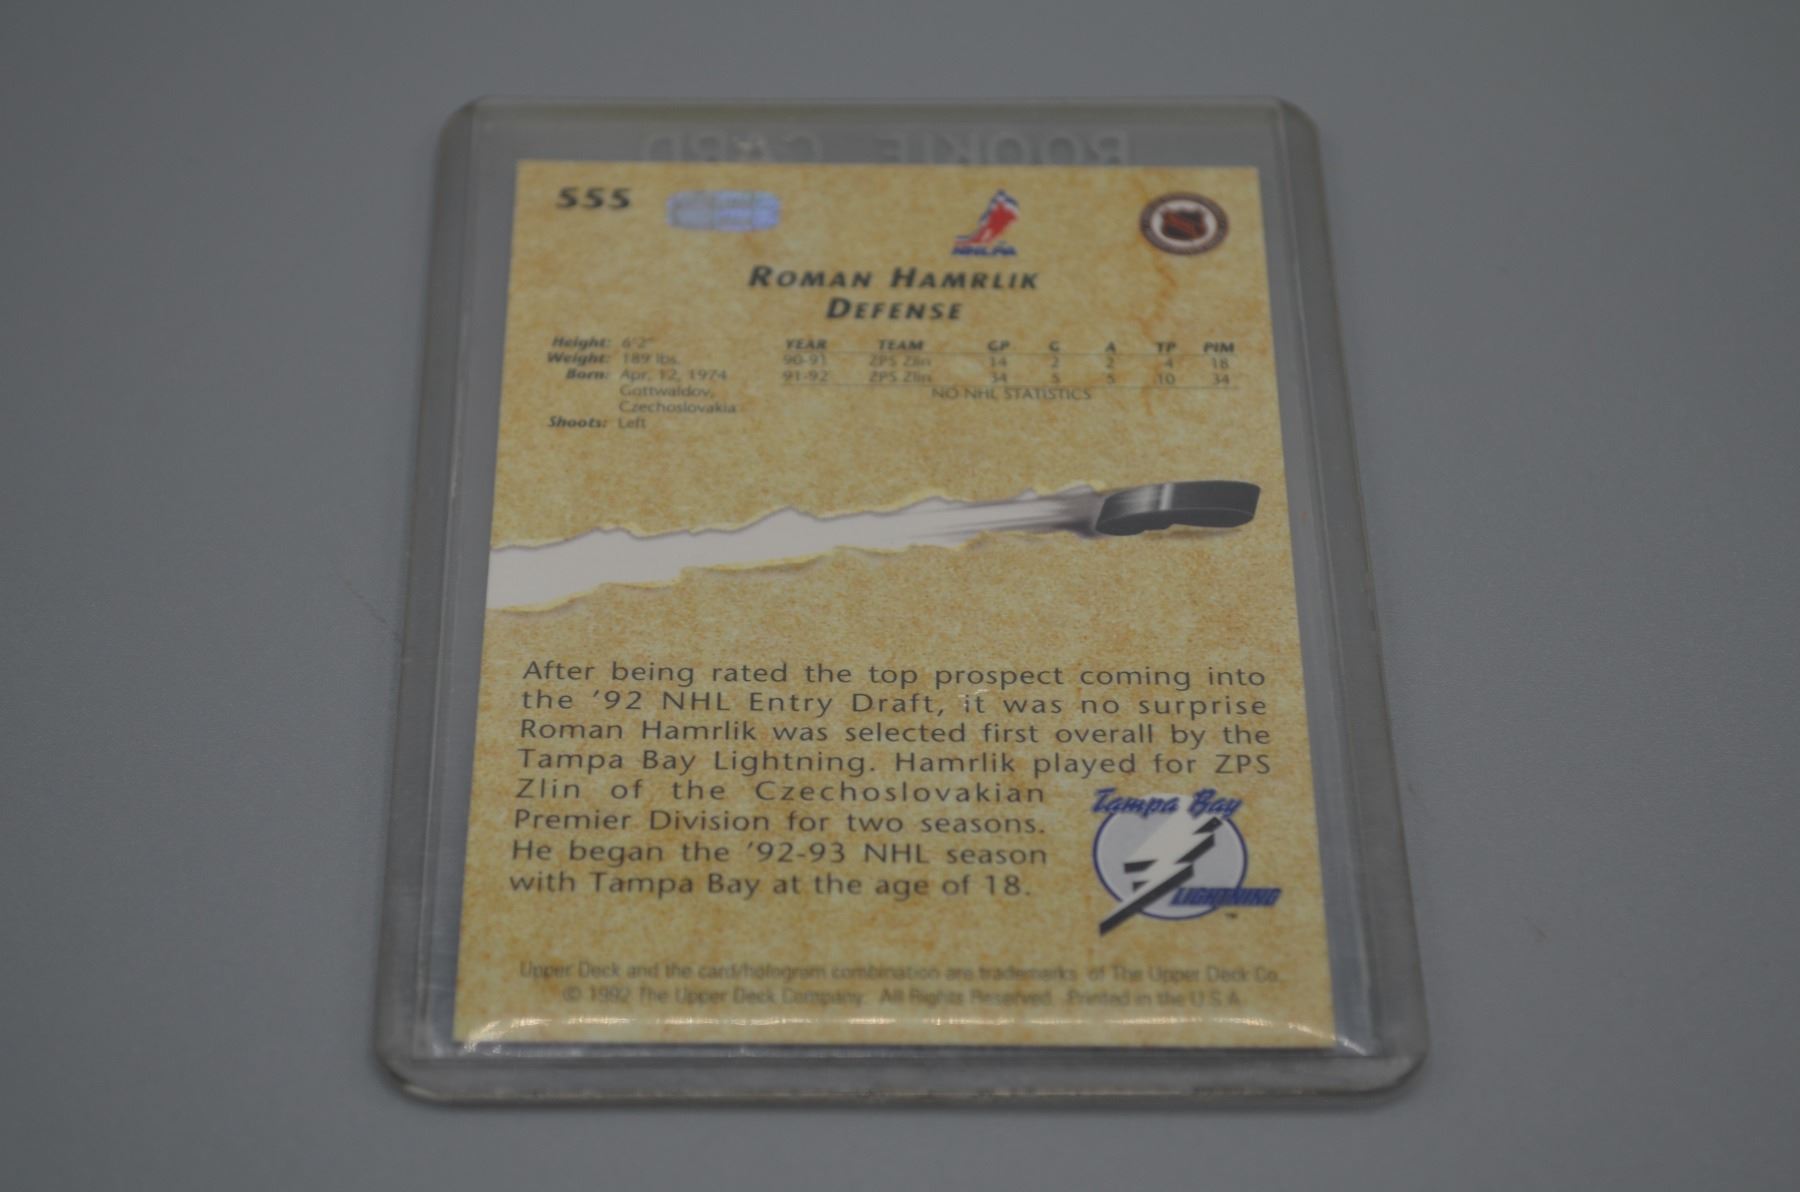 ROOKIE CARD
555
NHLPA
ROMAN HAMRLIK
DEFENSE
Height: 6'2"
Weight: 189 lbs.
Born: Apr. 12, 1974
Gottwaldov,
Czechoslovakia
Shoots: Left
YEAR TEAM GP G A TP PIM
90-91 ZPS Zlin 14 2 2 4 18
91-92 ZPS Zlin 34 5 5 10 34
NO NHL STATISTICS
After being rated the top prospect coming into
the '92 NHL Entry Draft, it was no surprise
Roman Hamrlik was selected first overall by the
Tampa Bay Lightning. Hamrlik played for ZPS
Zlin of the Czechoslovakian
Premier Division for two seasons.
He began the '92-93 NHL season
with Tampa Bay at the age of 18.
Tampa Bay
LIGHTNING
™
Upper Deck and the card/hologram combination are trademarks of The Upper Deck Co.
© 1992 The Upper Deck Company. All Rights Reserved. Printed in the U.S.A.